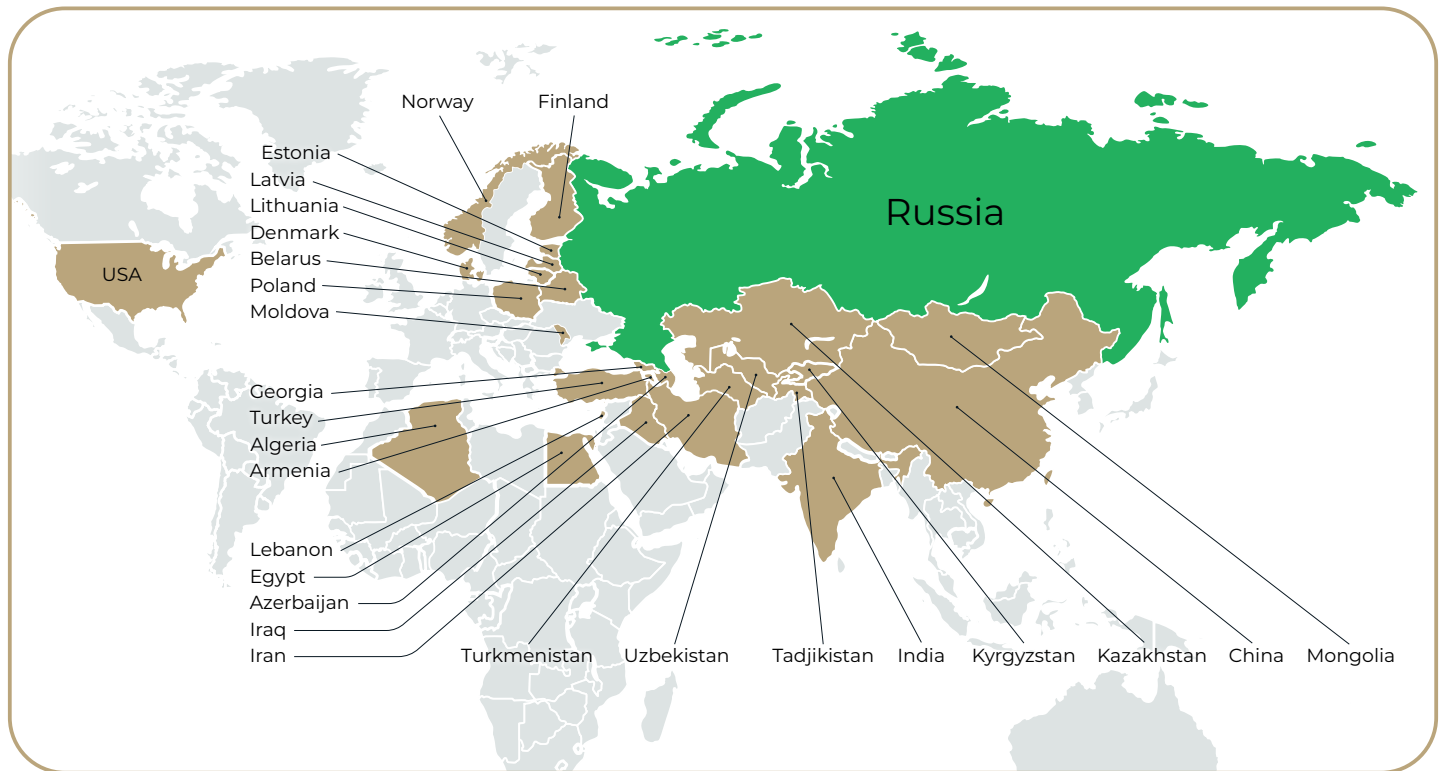 Norway
Finland
Estonia
Latvia
Lithuania
Denmark
Belarus
Poland
Moldova
Russia
USA
Georgia
Turkey
Algeria
Armenia
Lebanon
Egypt
Azerbaijan
Iraq
Iran
Turkmenistan
Uzbekistan
Tadjikistan
India
Kyrgyzstan
Kazakhstan
China
Mongolia